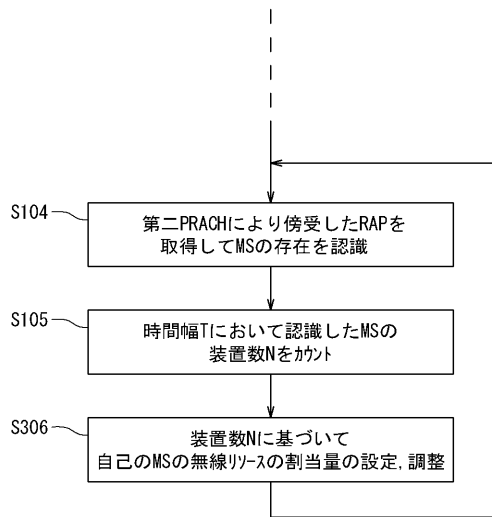 S104
第二PRACHにより傍受したRAPを
取得してMSの存在を認識
S105
時間幅Tにおいて認識したMSの
装置数Nをｶｳﾝﾄ
S306
装置数Nに基づいて
自己のMSの無線ﾘｿｰｽの割当量の設定,調整